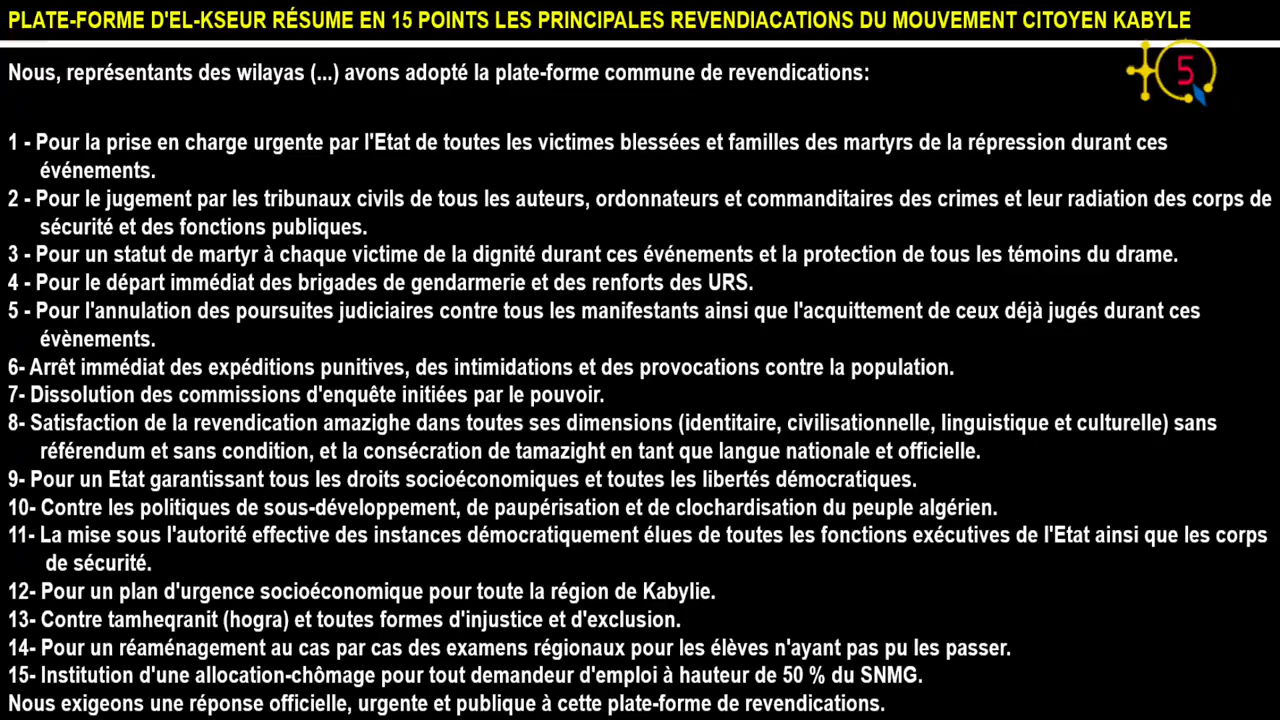 PLATE-FORME D'EL-KSEUR RÉSUME EN 15 POINTS LES PRINCIPALES REVENDIACATIONS DU MOUVEMENT CITOYEN KABYLE
Nous, représentants des wilayas (...) avons adopté la plate-forme commune de revendications:
5
1 - Pour la prise en charge urgente par l'Etat de toutes les victimes blessées et familles des martyrs de la répression durant ces
événements.
2 - Pour le jugement par les tribunaux civils de tous les auteurs, ordonnateurs et commanditaires des crimes et leur radiation des corps de
sécurité et des fonctions publiques.
3 - Pour un statut de martyr à chaque victime de la dignité durant ces événements et la protection de tous les témoins du drame.
4 - Pour le départ immédiat des brigades de gendarmerie et des renforts des URS.
5 - Pour l'annulation des poursuites judiciaires contre tous les manifestants ainsi que l'acquittement de ceux déjà jugés durant ces
évènements.
6- Arrêt immédiat des expéditions punitives, des intimidations et des provocations contre la population.
7- Dissolution des commissions d'enquête initiées par le pouvoir.
8- Satisfaction de la revendication amazighe dans toutes ses dimensions (identitaire, civilisationnelle, linguistique et culturelle) sans
référendum et sans condition, et la consécration de tamazight en tant que langue nationale et officielle.
9- Pour un Etat garantissant tous les droits socioéconomiques et toutes les libertés démocratiques.
10- Contre les politiques de sous-développement, de paupérisation et de clochardisation du peuple algérien.
11- La mise sous l'autorité effective des instances démocratiquement élues de toutes les fonctions exécutives de l'Etat ainsi que les corps
de sécurité.
12- Pour un plan d'urgence socioéconomique pour toute la région de Kabylie.
13- Contre tamheqranit (hogra) et toutes formes d'injustice et d'exclusion.
14- Pour un réaménagement au cas par cas des examens régionaux pour les élèves n'ayant pas pu les passer.
15- Institution d'une allocation-chômage pour tout demandeur d'emploi à hauteur de 50 % du SNMG.
Nous exigeons une réponse officielle, urgente et publique à cette plate-forme de revendications.